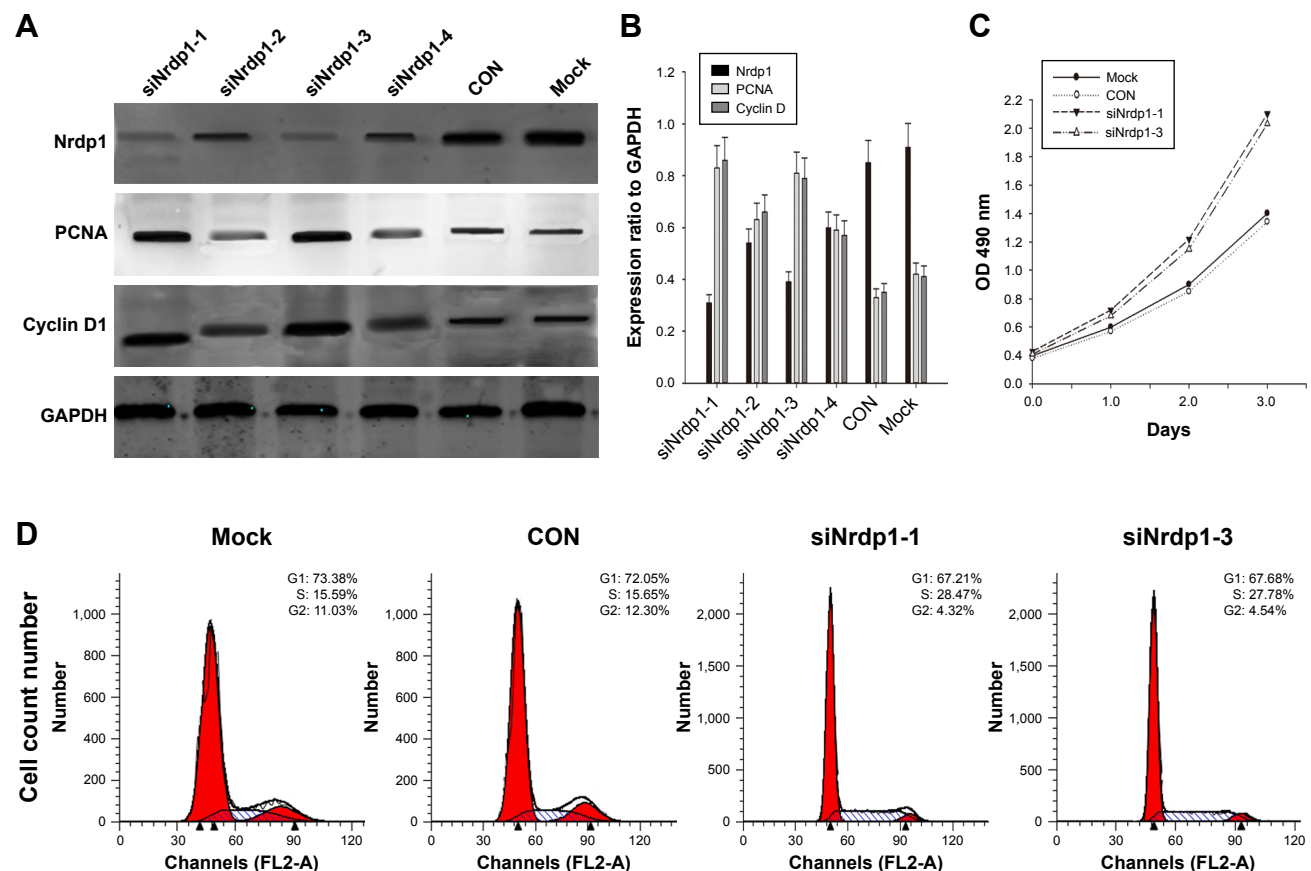 A
siNrdp1-1
siNrdp1-2
siNrdp1-3
siNrdp1-4
CON
Mock
Nrdp1
PCNA
Cyclin D1
GAPDH
B
Nrdp1
PCNA
Cyclin D
Expression ratio to GAPDH
1.2
1.0
0.8
0.6
0.4
0.2
0.0
siNrdp1-1
siNrdp1-2
siNrdp1-3
siNrdp1-4
CON
Mock
C
Mock
CON
siNrdp1-1
siNrdp1-3
OD 490 nm
2.2
2.0
1.8
1.6
1.4
1.2
1.0
0.8
0.6
0.4
0.0
0.0 1.0 2.0 3.0 0.0
Days
D
Cell count number
Mock
G1: 73.38%
S: 15.59%
G2: 11.03%
Number
1,000
800
600
400
200
0
0 30 60 90 120
Channels (FL2-A)
CON
G1: 72.05%
S: 15.65%
G2: 12.30%
Number
1,000
800
600
400
200
0
0 30 60 90 120
Channels (FL2-A)
siNrdp1-1
G1: 67.21%
S: 28.47%
G2: 4.32%
Number
2,000
1,500
1,000
500
0
0 30 60 90 120
Channels (FL2-A)
siNrdp1-3
G1: 67.68%
S: 27.78%
G2: 4.54%
Number
2,000
1,500
1,000
500
0
0 30 60 90 120
Channels (FL2-A)